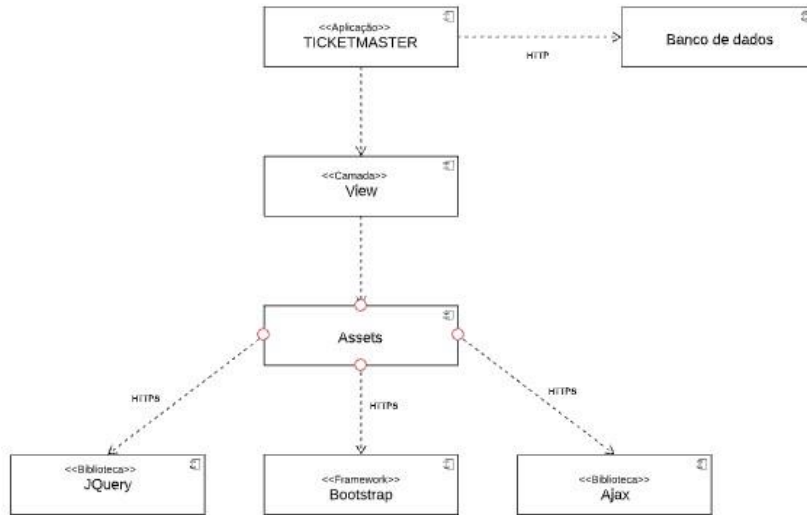 <<Aplicação>>
TICKETMASTER
HTTP
Banco de dados
<<Camada>>
View
Assets
HTTPS
HTTPS
HTTPS
<<Biblioteca>>
JQuery
<<Framework>>
Bootstrap
<<Biblioteca>>
Ajax